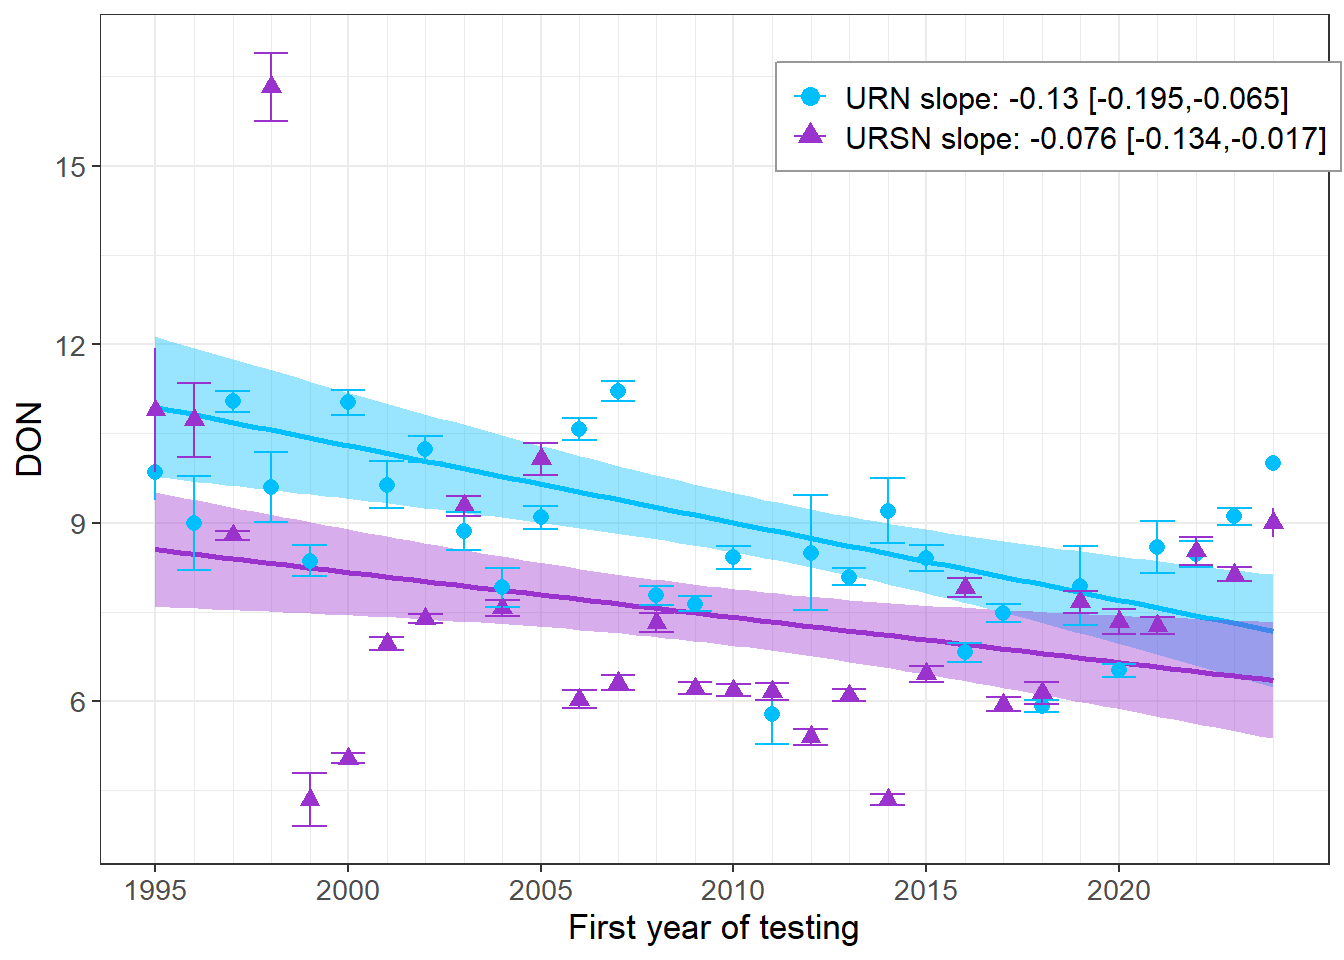 URN slope: -0.13 [-0.195,-0.065]
URSN slope: -0.076 [-0.134,-0.017]
15
12
9
6
DON
1995 2000 2005 2010 2015 2020
First year of testing